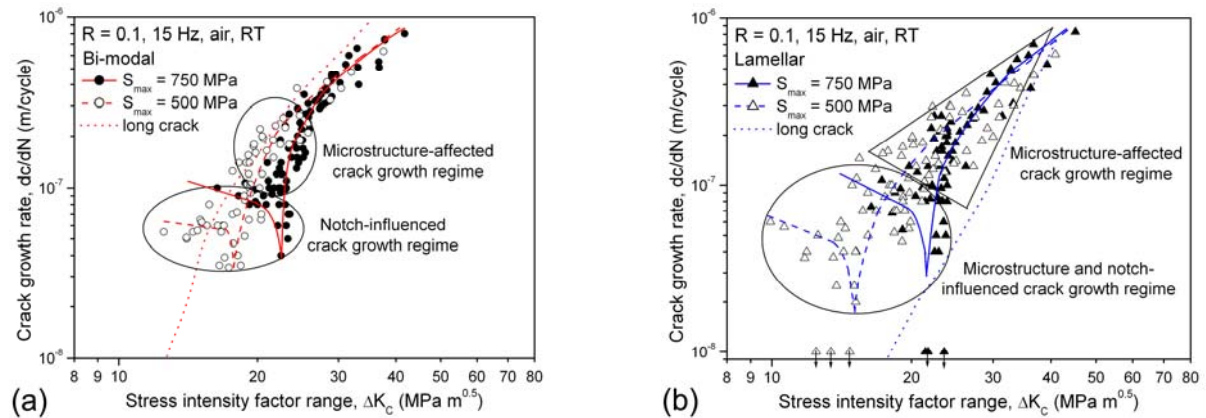 R = 0.1, 15 Hz, air, RT
Bi-modal
S_max = 750 MPa
S_max = 500 MPa
long crack
Microstructure-affected
crack growth regime
Notch-influenced
crack growth regime
Crack growth rate, dc/dN (m/cycle)
10^-6
10^-7
10^-8
8 9 10 20 30 40 50 60 70 80
Stress intensity factor range, ΔK_C (MPa m^0.5)
(a)
R = 0.1, 15 Hz, air, RT
Lamellar
S_max = 750 MPa
S_max = 500 MPa
long crack
Microstructure-affected
crack growth regime
Microstructure and notch-
influenced crack growth regime
Crack growth rate, dc/dN (m/cycle)
10^-6
10^-7
10^-8
8 9 10 20 30 40 50 60 70 80
Stress intensity factor range, ΔK_C (MPa m^0.5)
(b)